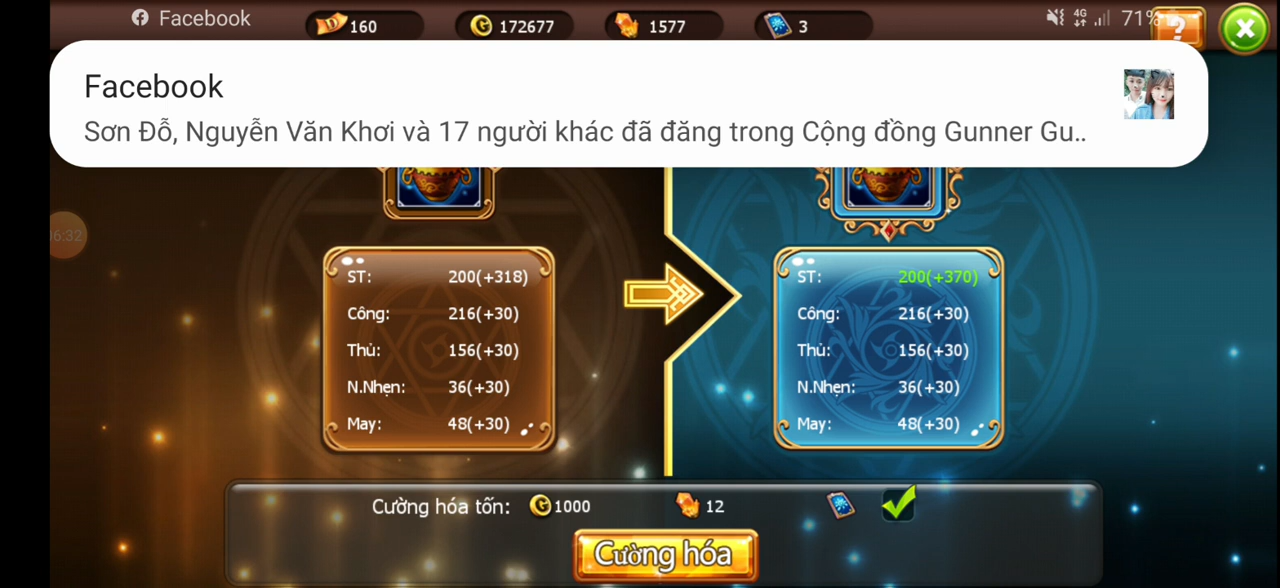 Facebook
160
172677
1577
3
4G
71%
?
Facebook
Sơn Đỗ, Nguyễn Văn Khơi và 17 người khác đã đăng trong Cộng đồng Gunner Gu..
06:32
ST: 200(+318)
Công: 216(+30)
Thủ: 156(+30)
N.Nhẹn: 36(+30)
May: 48(+30)
ST: 200(+370)
Công: 216(+30)
Thủ: 156(+30)
N.Nhẹn: 36(+30)
May: 48(+30)
Cường hóa tốn: 1000 12
Cường hóa